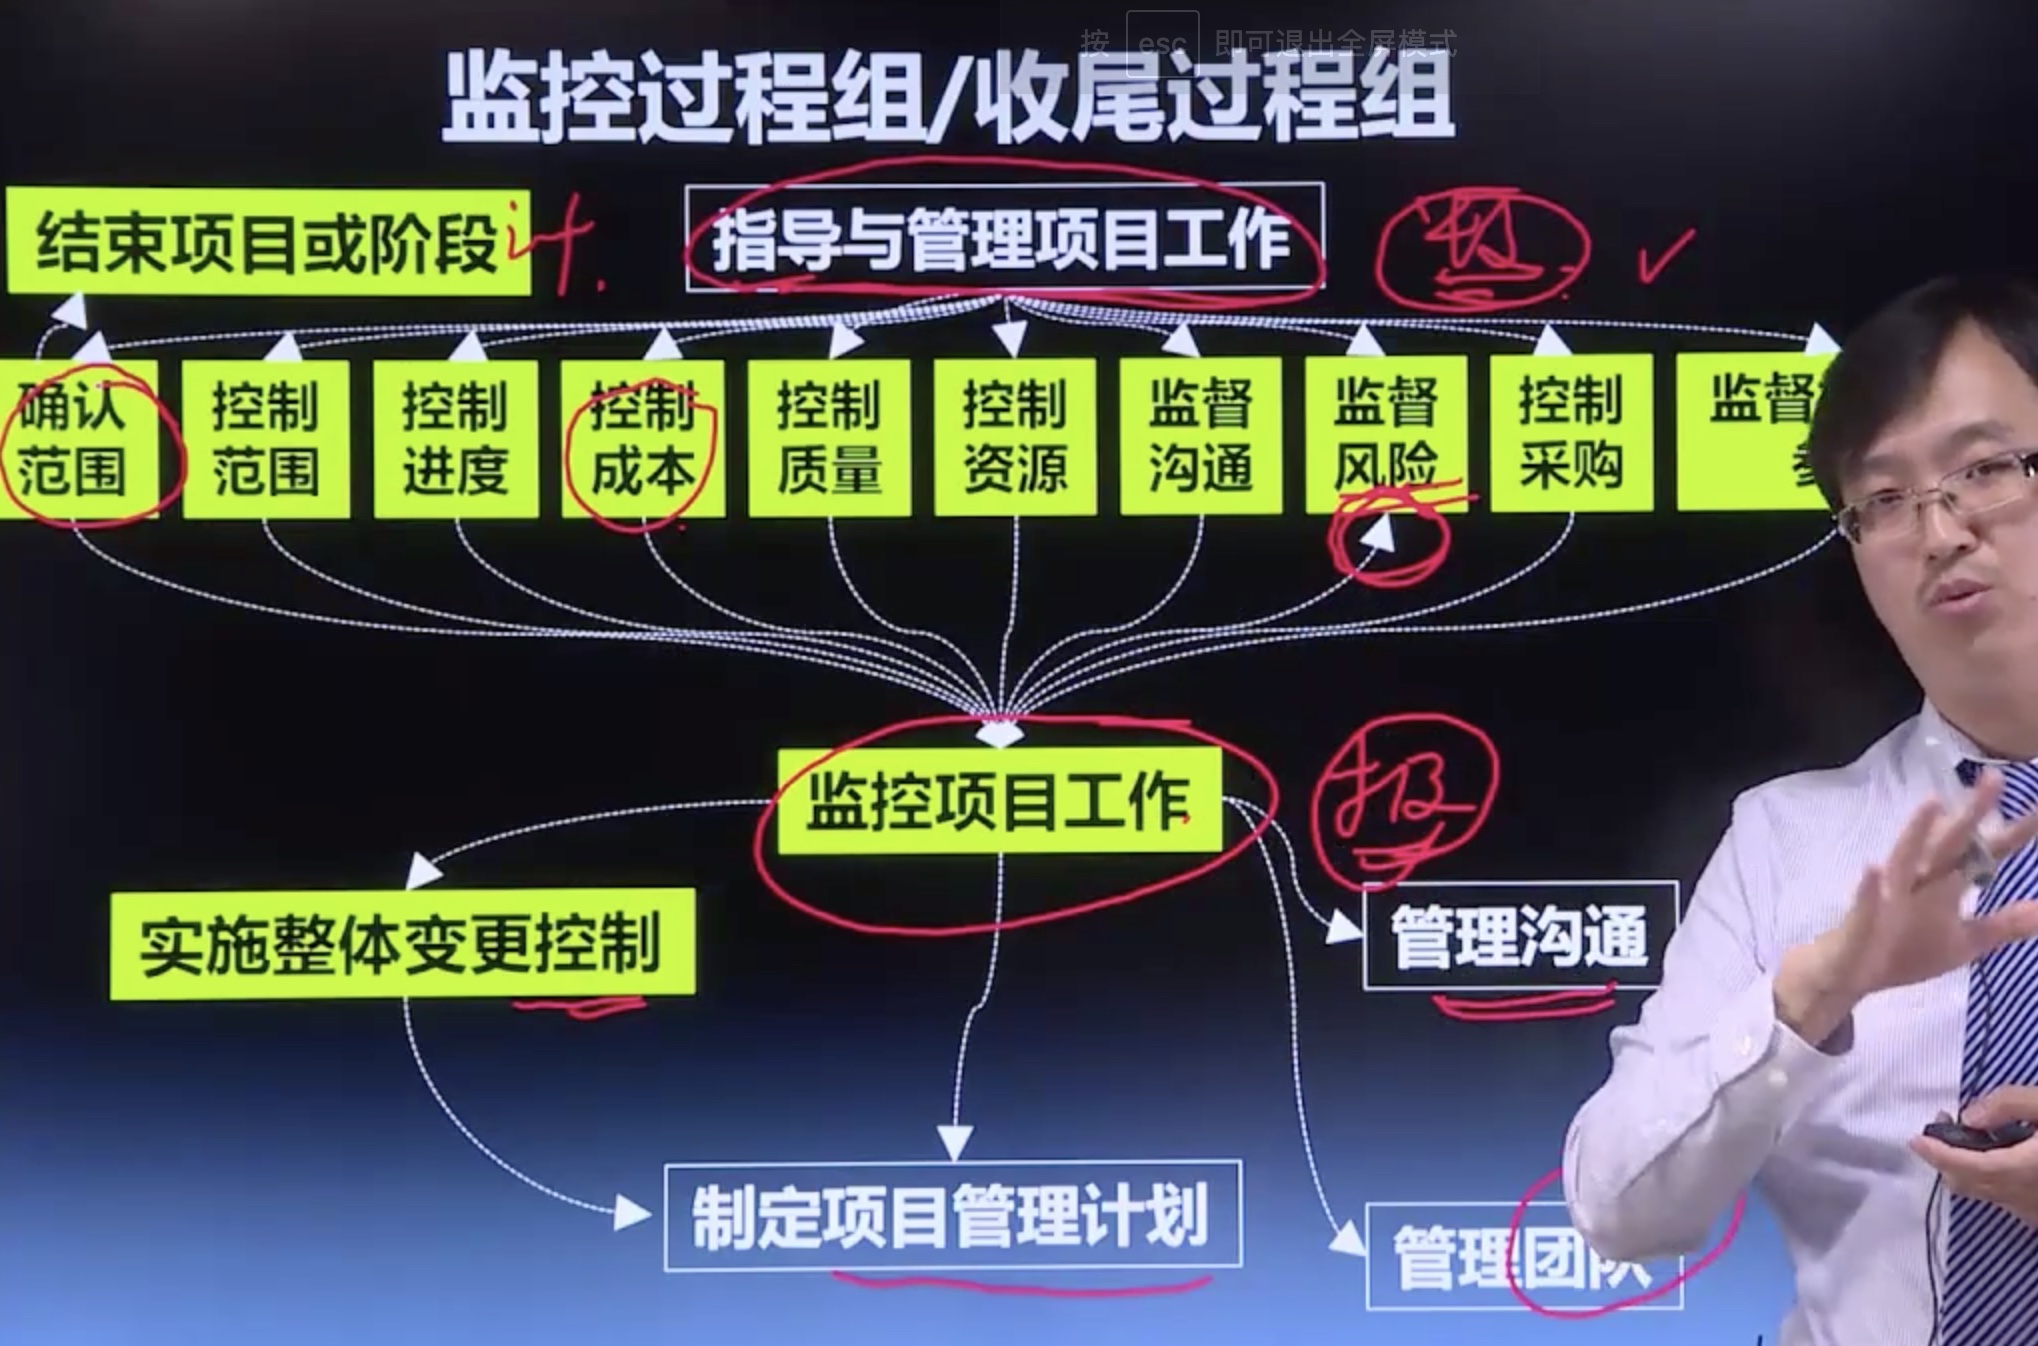 按 esc 即可退出全屏模式
监控过程组/收尾过程组
结束项目或阶段
计
指导与管理项目工作
确认
范围
控制
范围
控制
进度
控制
成本
控制
质量
控制
资源
监督
沟通
监督
风险
控制
采购
监督
监控项目工作
报
实施整体变更控制
管理沟通
制定项目管理计划
管理团队